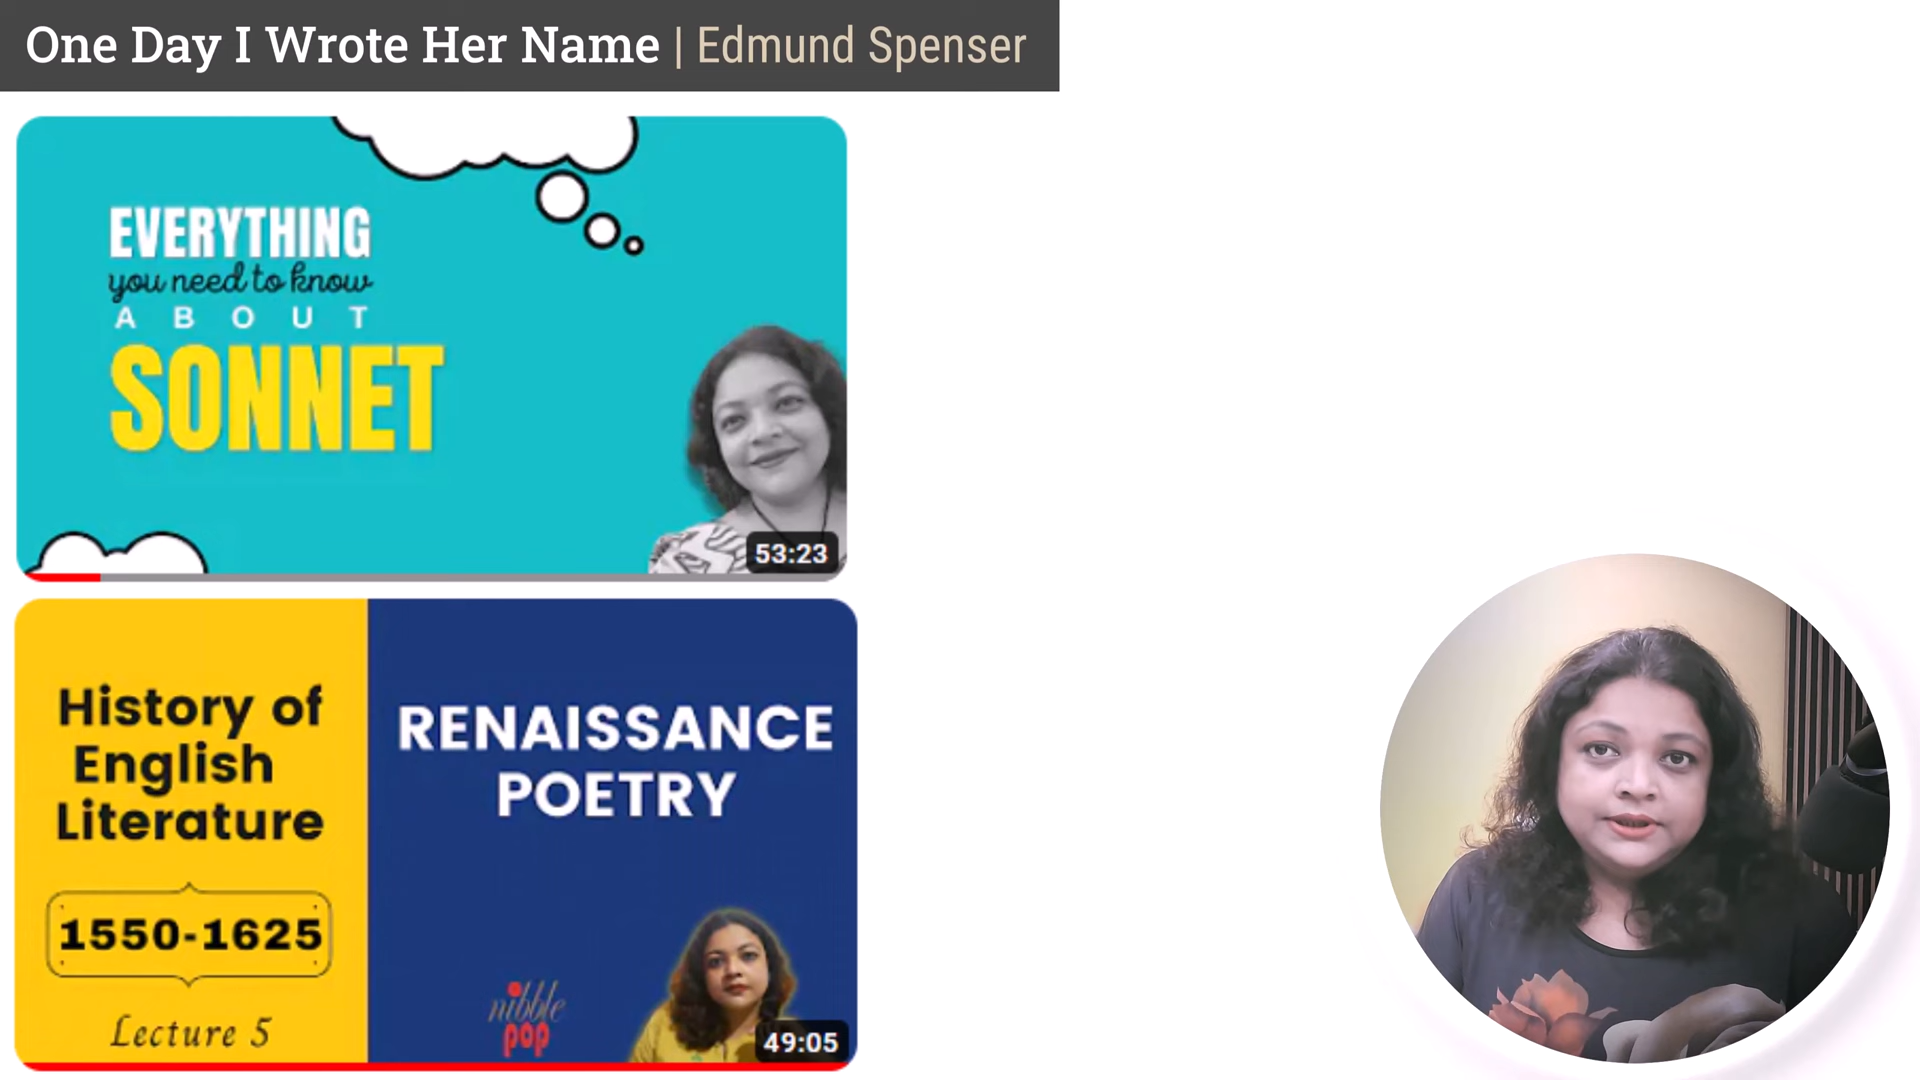 One Day I Wrote Her Name | Edmund Spenser
EVERYTHING
you need to know
ABOUT
SONNET
53:23
History of
English
Literature
1550-1625
Lecture 5
RENAISSANCE
POETRY
nibble
pop
49:05